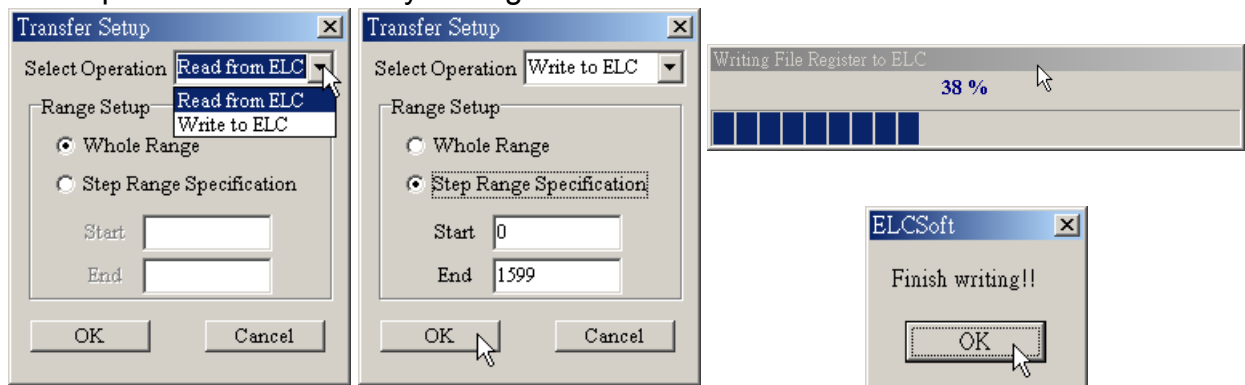 Transfer Setup
Select Operation Read from ELC
Read from ELC
Write to ELC
Range Setup
Whole Range
Step Range Specification
Start
End
OK Cancel
Transfer Setup
Select Operation Write to ELC
Range Setup
Whole Range
Step Range Specification
Start 0
End 1599
OK Cancel
Writing File Register to ELC
38 %
ELCSoft
Finish writing!!
OK